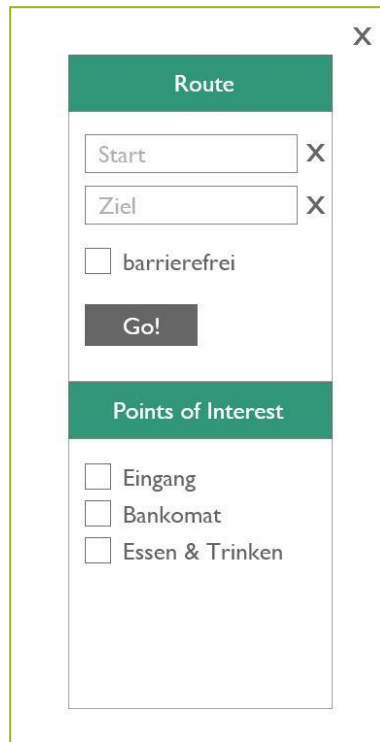 X
Route
Start X
Ziel X
barrierefrei
Go!
Points of Interest
Eingang
Bankomat
Essen & Trinken